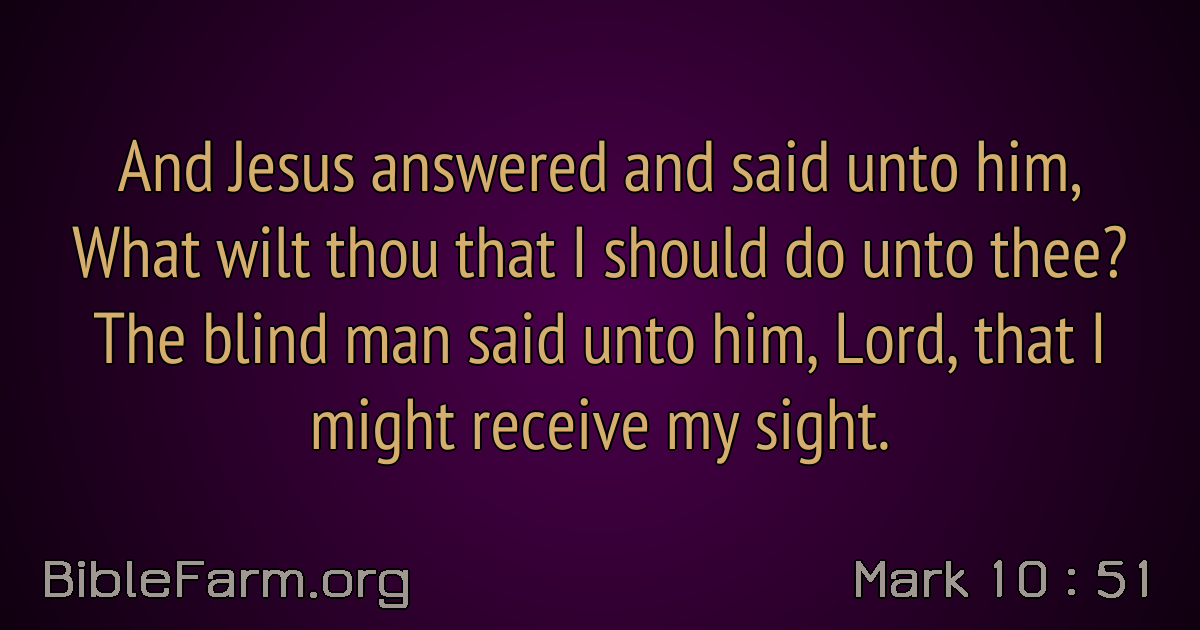 And Jesus answered and said unto him,
What wilt thou that I should do unto thee?
The blind man said unto him, Lord, that I
might receive my sight.
BibleFarm.org
Mark 10 : 51